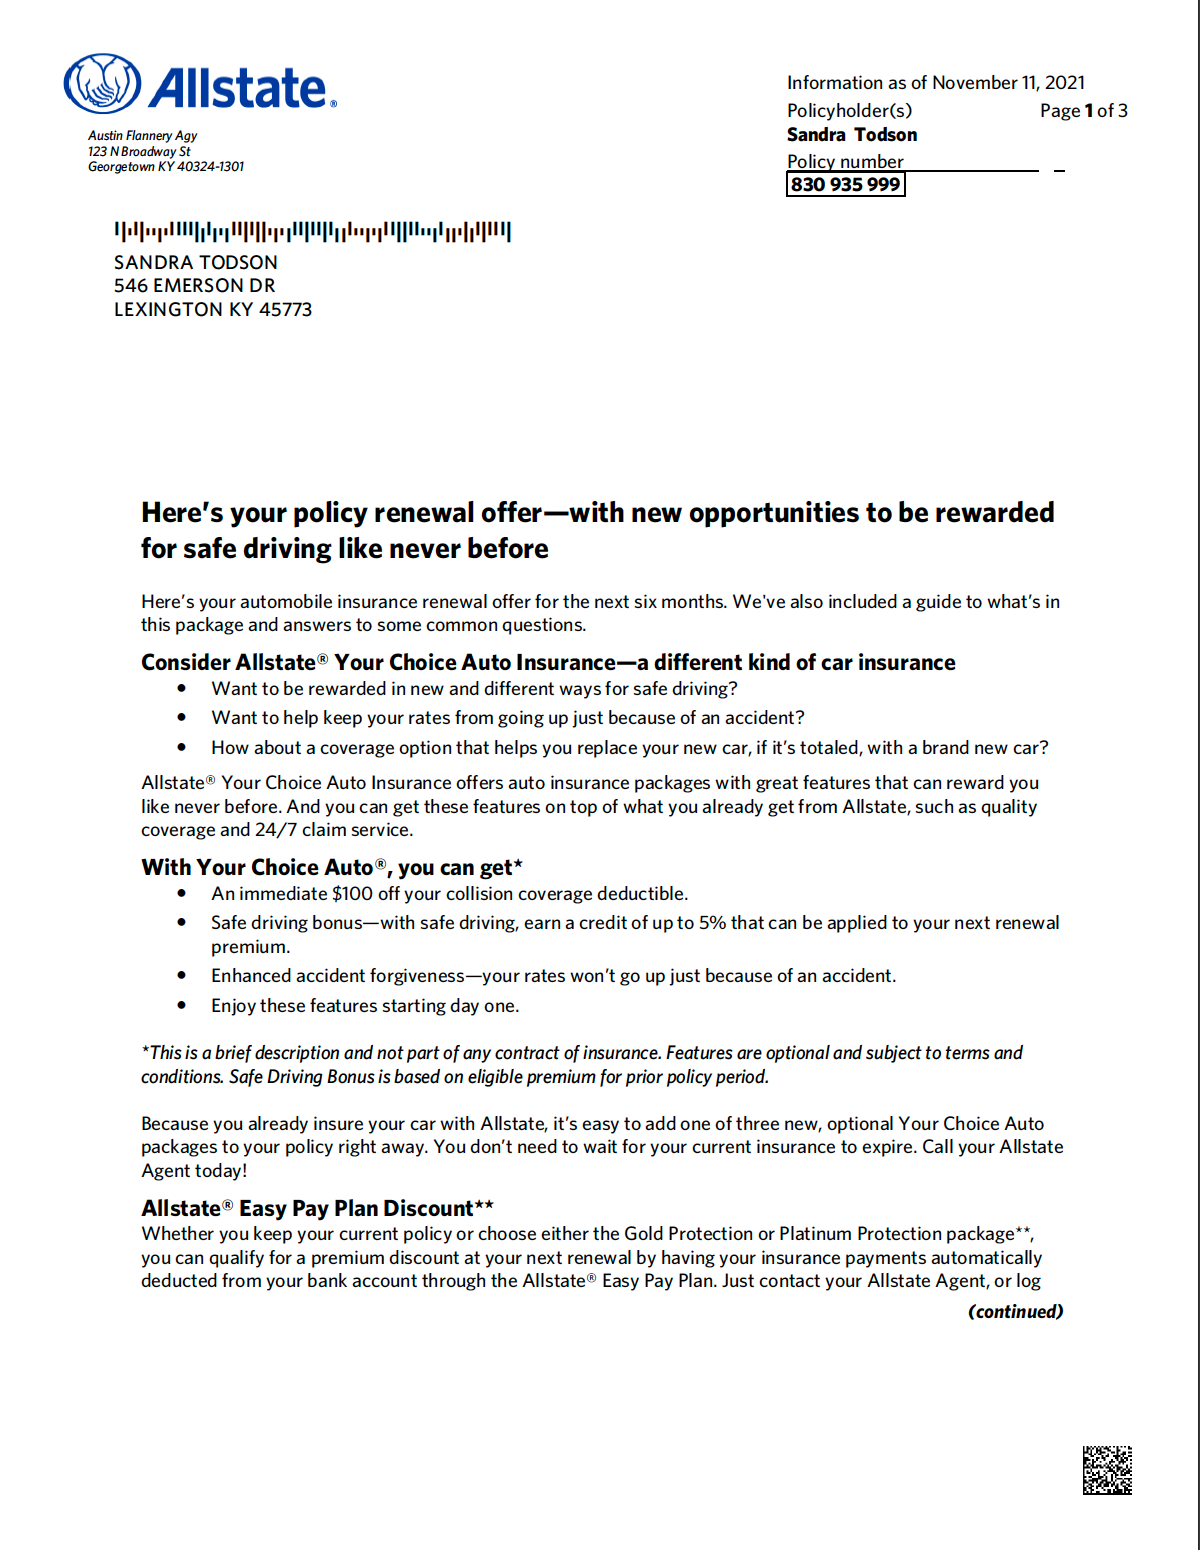 Allstate®
Austin Flannery Agy
123 N Broadway St
Georgetown KY 40324-1301
Information as of November 11, 2021
Policyholder(s) Page 1 of 3
Sandra Todson
Policy number
830 935 999
SANDRA TODSON
546 EMERSON DR
LEXINGTON KY 45773
Here's your policy renewal offer—with new opportunities to be rewarded
for safe driving like never before
Here's your automobile insurance renewal offer for the next six months. We've also included a guide to what's in
this package and answers to some common questions.
Consider Allstate® Your Choice Auto Insurance—a different kind of car insurance
• Want to be rewarded in new and different ways for safe driving?
• Want to help keep your rates from going up just because of an accident?
• How about a coverage option that helps you replace your new car, if it's totaled, with a brand new car?
Allstate® Your Choice Auto Insurance offers auto insurance packages with great features that can reward you
like never before. And you can get these features on top of what you already get from Allstate, such as quality
coverage and 24/7 claim service.
With Your Choice Auto®, you can get*
• An immediate $100 off your collision coverage deductible.
• Safe driving bonus—with safe driving, earn a credit of up to 5% that can be applied to your next renewal
premium.
• Enhanced accident forgiveness—your rates won't go up just because of an accident.
• Enjoy these features starting day one.
*This is a brief description and not part of any contract of insurance. Features are optional and subject to terms and
conditions. Safe Driving Bonus is based on eligible premium for prior policy period.
Because you already insure your car with Allstate, it's easy to add one of three new, optional Your Choice Auto
packages to your policy right away. You don't need to wait for your current insurance to expire. Call your Allstate
Agent today!
Allstate® Easy Pay Plan Discount**
Whether you keep your current policy or choose either the Gold Protection or Platinum Protection package**,
you can qualify for a premium discount at your next renewal by having your insurance payments automatically
deducted from your bank account through the Allstate® Easy Pay Plan. Just contact your Allstate Agent, or log
(continued)